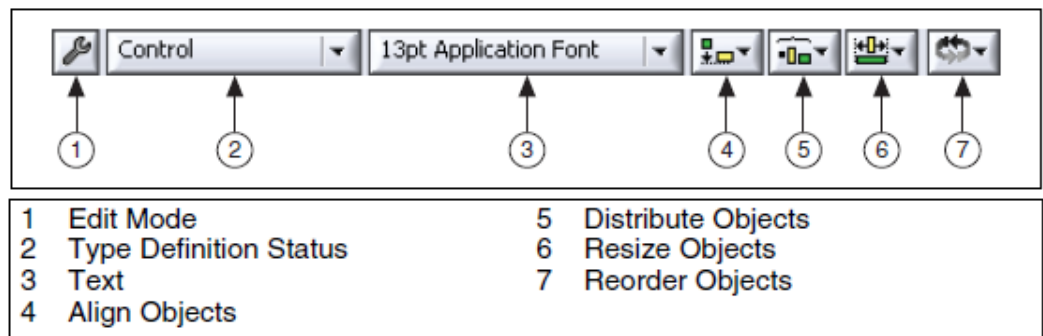 Control 13pt Application Font
1 2 3 4 5 6 7
1 Edit Mode
2 Type Definition Status
3 Text
4 Align Objects
5 Distribute Objects
6 Resize Objects
7 Reorder Objects